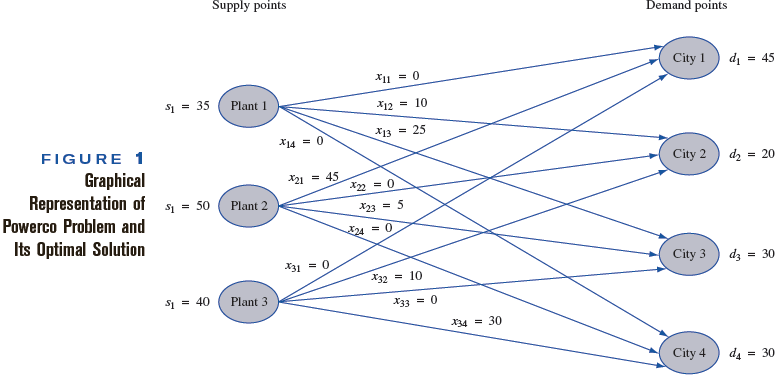 Supply points
Demand points
x11 = 0
City 1
d1 = 45
s1 = 35
Plant 1
x12 = 10
x13 = 25
x14 = 0
FIGURE 1
Graphical
Representation of
Powerco Problem and
Its Optimal Solution
City 2
d2 = 20
x21 = 45
x22 = 0
s1 = 50
Plant 2
x23 = 5
x24 = 0
City 3
d3 = 30
x31 = 0
x32 = 10
s1 = 40
Plant 3
x33 = 0
x34 = 30
City 4
d4 = 30